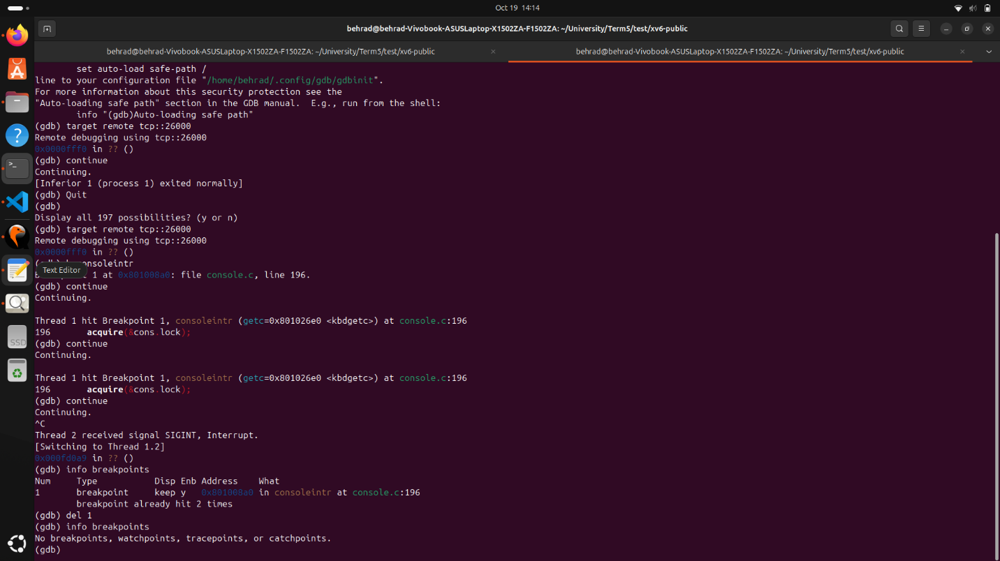 Oct 19 14:14
behrad@behrad-Vivobook-ASUSLaptop-X1502ZA-F1502ZA: ~/University/Term5/test/xv6-public
behrad@behrad-Vivobook-ASUSLaptop-X1502ZA-F1502ZA: ~/University/Term5/test/xv6-public
behrad@behrad-Vivobook-ASUSLaptop-X1502ZA-F1502ZA: ~/University/Term5/test/xv6-public
set auto-load safe-path /
line to your configuration file "/home/behrad/.config/gdb/gdbinit".
For more information about this security protection see the
"Auto-loading safe path" section in the GDB manual.  E.g., run from the shell:
info "(gdb)Auto-loading safe path"
(gdb) target remote tcp::26000
Remote debugging using tcp::26000
0x0000fff0 in ?? ()
(gdb) continue
Continuing.
[Inferior 1 (process 1) exited normally]
(gdb) Quit
(gdb)
Display all 197 possibilities? (y or n)
(gdb) target remote tcp::26000
Remote debugging using tcp::26000
0x0000fff0 in ?? ()
consoleintr
Text Editor
1 at 0x801008a0: file console.c, line 196.
(gdb) continue
Continuing.
Thread 1 hit Breakpoint 1, consoleintr (getc=0x801026e0 <kbdgetc>) at console.c:196
196 acquire(&cons.lock);
(gdb) continue
Continuing.
Thread 1 hit Breakpoint 1, consoleintr (getc=0x801026e0 <kbdgetc>) at console.c:196
196 acquire(&cons.lock);
(gdb) continue
Continuing.
^C
Thread 2 received signal SIGINT, Interrupt.
[Switching to Thread 1.2]
0x000fd0a9 in ?? ()
(gdb) info breakpoints
Num Type Disp Enb Address What
1 breakpoint keep y 0x801008a0 in consoleintr at console.c:196
breakpoint already hit 2 times
(gdb) del 1
(gdb) info breakpoints
No breakpoints, watchpoints, tracepoints, or catchpoints.
(gdb)
SSD